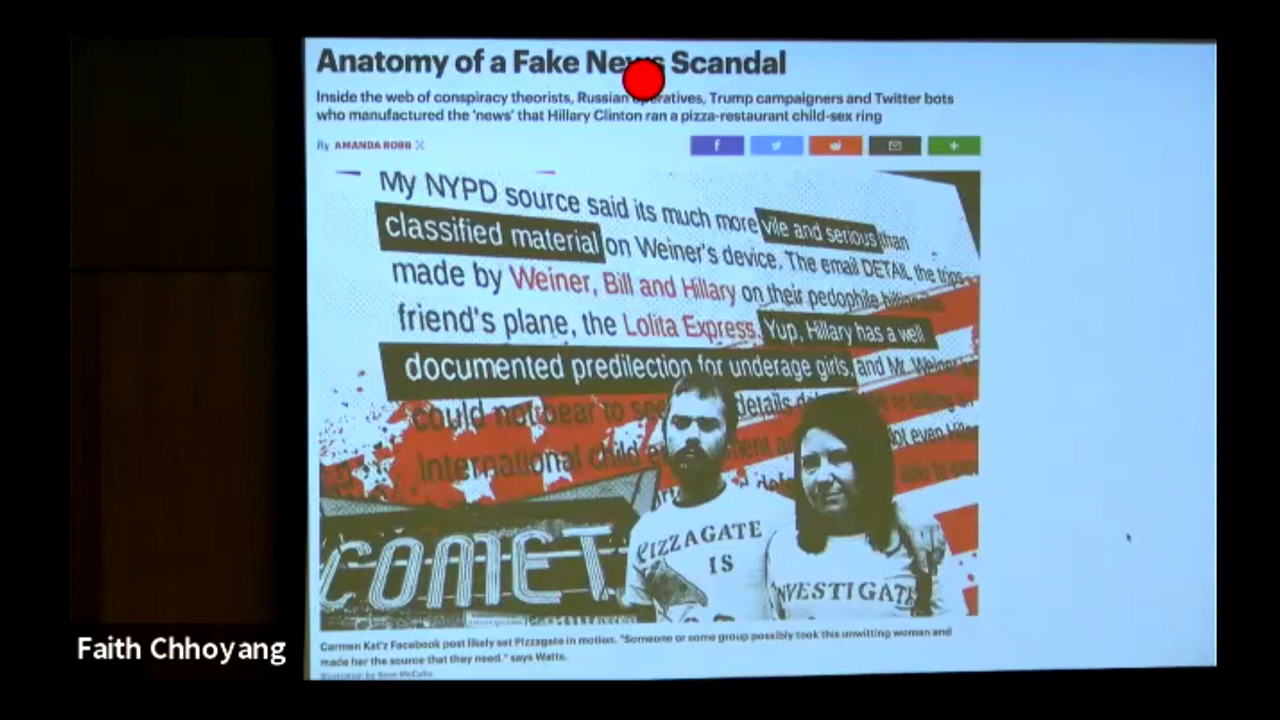 Anatomy of a Fake News Scandal
Inside the web of conspiracy theorists, Russian operatives, Trump campaigners and Twitter bots
who manufactured the 'news' that Hillary Clinton ran a pizza-restaurant child-sex ring
By AMANDA ROBB
f
My NYPD source said its much more vile and serious than
classified material on Weiner's device. The email DETAIL the trips
made by Weiner, Bill and Hillary on their pedophile billionaire
friend's plane, the Lolita Express. Yup, Hillary has a well
documented predilection for underage girls, and Mr. Weiner
could not bear to see details
international child not even
COMET
PIZZAGATE
IS
INVESTIGATE
Carmen Katz Facebook post likely set Pizzagate in motion. "Someone or some group possibly took this unwitting woman and
made her the source that they need." says Watts.
Illustration by Sean McCabe
Faith Chhoyang